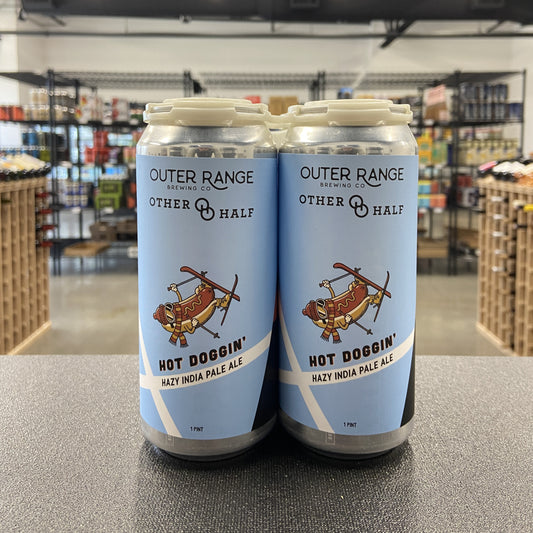 OUTER RANGE
BREWING CO.
OTHER HALF
HOT DOGGIN'
HAZY INDIA PALE ALE
1 PINT
OUTER RANGE
BREWING CO.
OTHER HALF
HOT DOGGIN'
HAZY INDIA PALE ALE
1 PINT